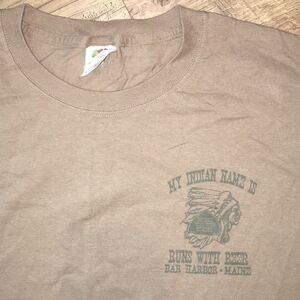 MY INDIAN NAME IS
RUNS WITH BEER
BAR HARBOR - MAINE